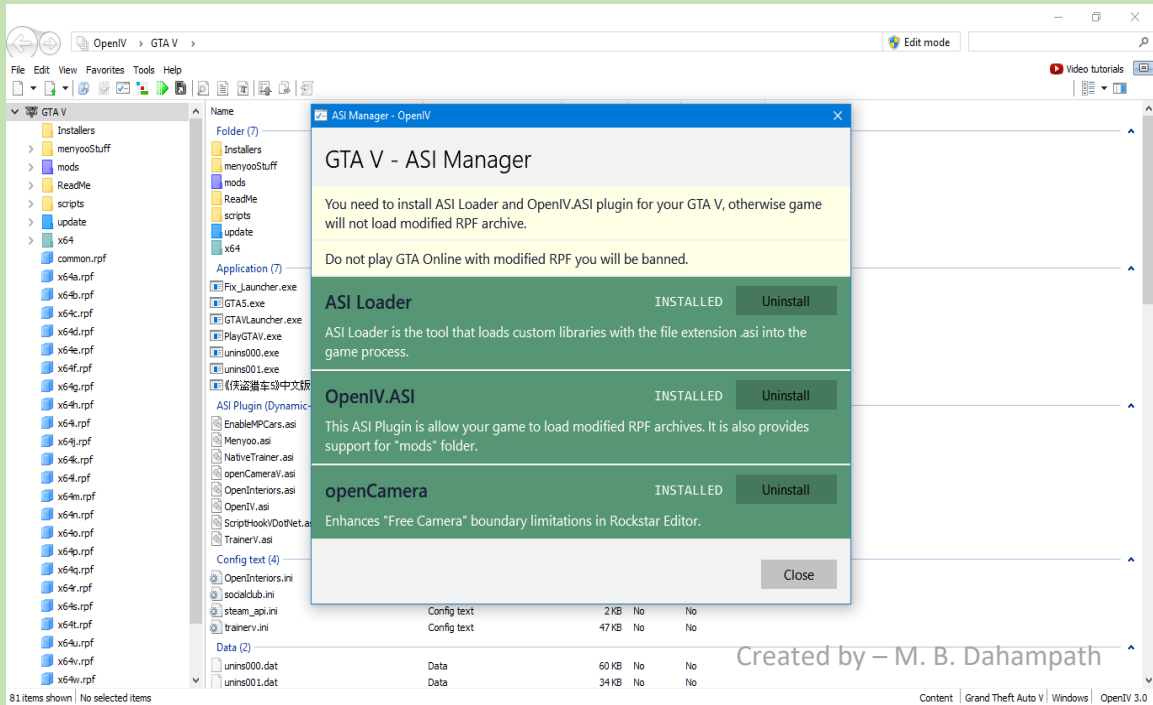 OpenIV › GTA V ›
Edit mode
File Edit View Favorites Tools Help
Video tutorials
GTA V
Installers
menyooStuff
mods
ReadMe
scripts
update
x64
common.rpf
x64a.rpf
x64b.rpf
x64c.rpf
x64d.rpf
x64e.rpf
x64f.rpf
x64g.rpf
x64h.rpf
x64i.rpf
x64j.rpf
x64k.rpf
x64l.rpf
x64m.rpf
x64n.rpf
x64o.rpf
x64p.rpf
x64q.rpf
x64r.rpf
x64s.rpf
x64t.rpf
x64u.rpf
x64v.rpf
x64w.rpf
Name
Folder (7)
Installers
menyooStuff
mods
ReadMe
scripts
update
x64
Application (7)
Fix_Launcher.exe
GTA5.exe
GTAVLauncher.exe
PlayGTAV.exe
unins000.exe
unins001.exe
《侠盗猎车5》中文版
ASI Plugin (Dynamic-
EnableMPCars.asi
Menyoo.asi
NativeTrainer.asi
openCameraV.asi
OpenInteriors.asi
OpenIV.asi
ScriptHookVDotNet.as
TrainerV.asi
Config text (4)
OpenInteriors.ini
socialclub.ini
steam_api.ini Config text 2 KB No No
trainerv.ini Config text 47 KB No No
Data (2)
unins000.dat Data 60 KB No No
unins001.dat Data 34 KB No No
ASI Manager - OpenIV
GTA V - ASI Manager
You need to install ASI Loader and OpenIV.ASI plugin for your GTA V, otherwise game
will not load modified RPF archive.
Do not play GTA Online with modified RPF you will be banned.
ASI Loader INSTALLED Uninstall
ASI Loader is the tool that loads custom libraries with the file extension .asi into the
game process.
OpenIV.ASI INSTALLED Uninstall
This ASI Plugin is allow your game to load modified RPF archives. It is also provides
support for "mods" folder.
openCamera INSTALLED Uninstall
Enhances "Free Camera" boundary limitations in Rockstar Editor.
Close
Created by – M. B. Dahampath
81 items shown No selected items
Content Grand Theft Auto V Windows OpenIV 3.0